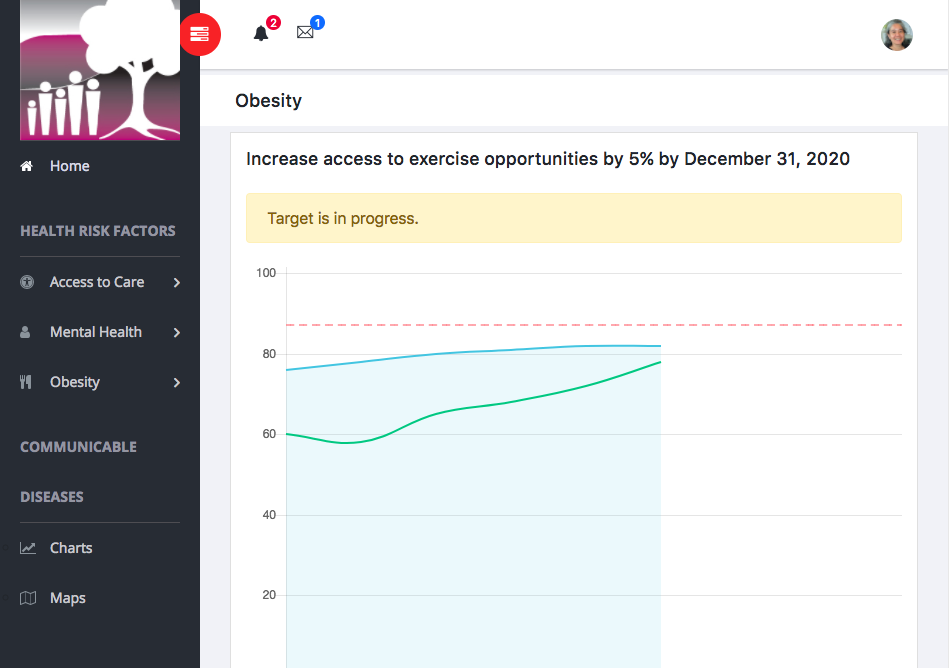 2
1
Obesity
Increase access to exercise opportunities by 5% by December 31, 2020
Target is in progress.
Home
HEALTH RISK FACTORS
Access to Care
Mental Health
Obesity
COMMUNICABLE
DISEASES
Charts
Maps
100
80
60
40
20